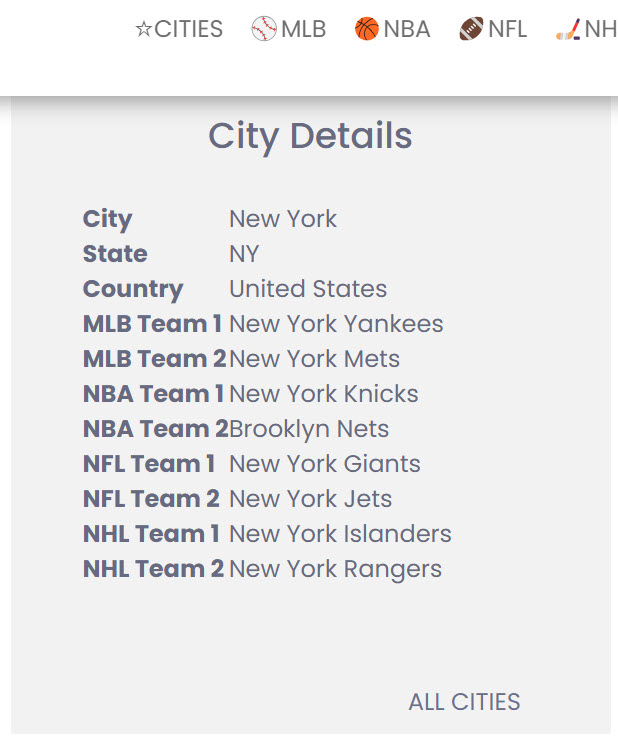 ☆CITIES ⚾MLB 🏀NBA 🏈NFL 🏑NH
City Details
City New York
State NY
Country United States
MLB Team 1 New York Yankees
MLB Team 2 New York Mets
NBA Team 1 New York Knicks
NBA Team 2 Brooklyn Nets
NFL Team 1 New York Giants
NFL Team 2 New York Jets
NHL Team 1 New York Islanders
NHL Team 2 New York Rangers
ALL CITIES